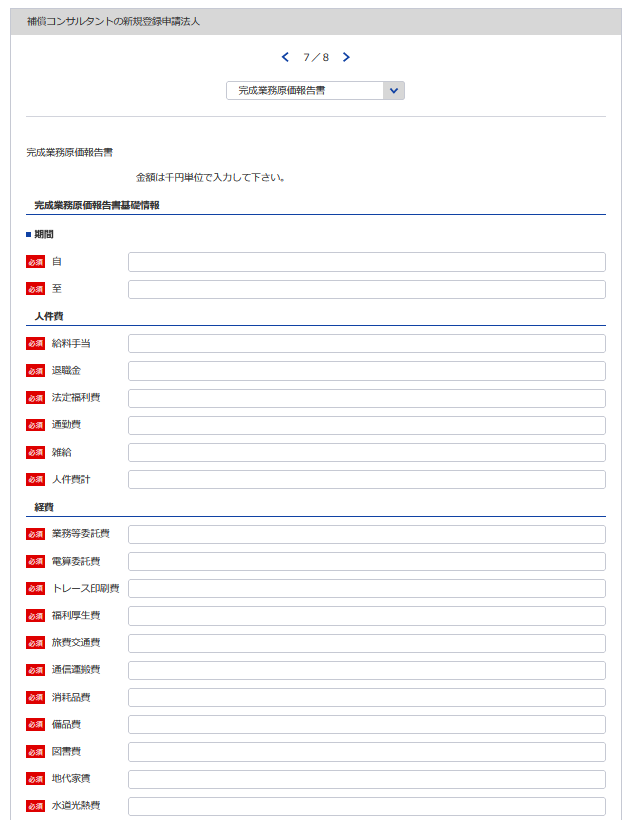 補償コンサルタントの新規登録申請法人
7／8
完成業務原価報告書
完成業務原価報告書
金額は千円単位で入力して下さい。
完成業務原価報告書基礎情報
期間
必須 自
必須 至
人件費
必須 給料手当
必須 退職金
必須 法定福利費
必須 通勤費
必須 雑給
必須 人件費計
経費
必須 業務等委託費
必須 電算委託費
必須 トレース印刷費
必須 福利厚生費
必須 旅費交通費
必須 通信運搬費
必須 消耗品費
必須 備品費
必須 図書費
必須 地代家賃
必須 水道光熱費